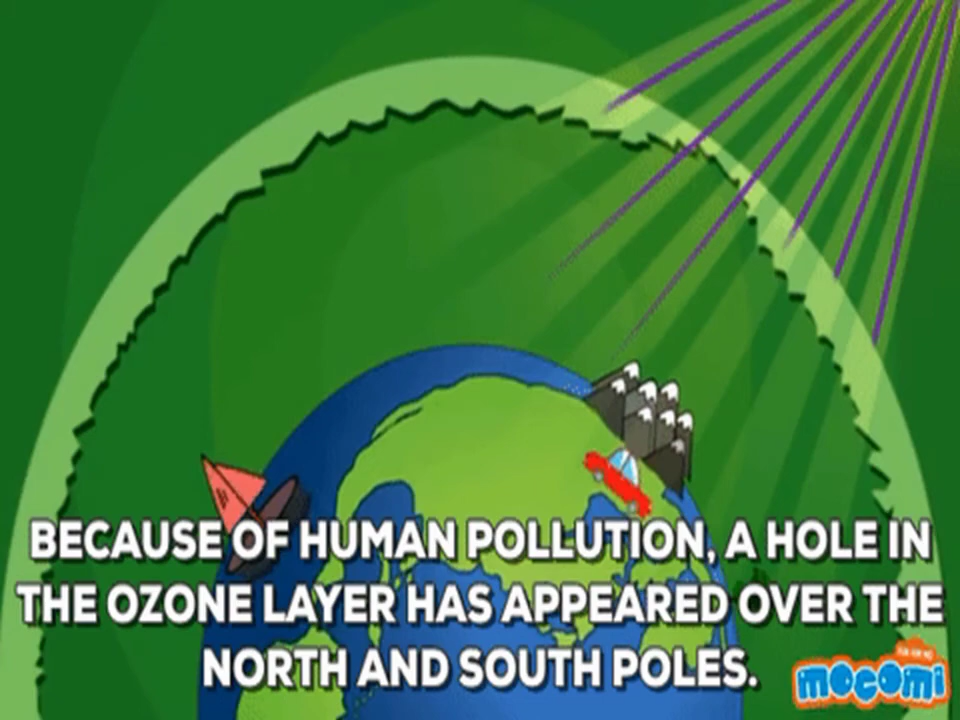 BECAUSE OF HUMAN POLLUTION, A HOLE IN
THE OZONE LAYER HAS APPEARED OVER THE
NORTH AND SOUTH POLES.
mocomi